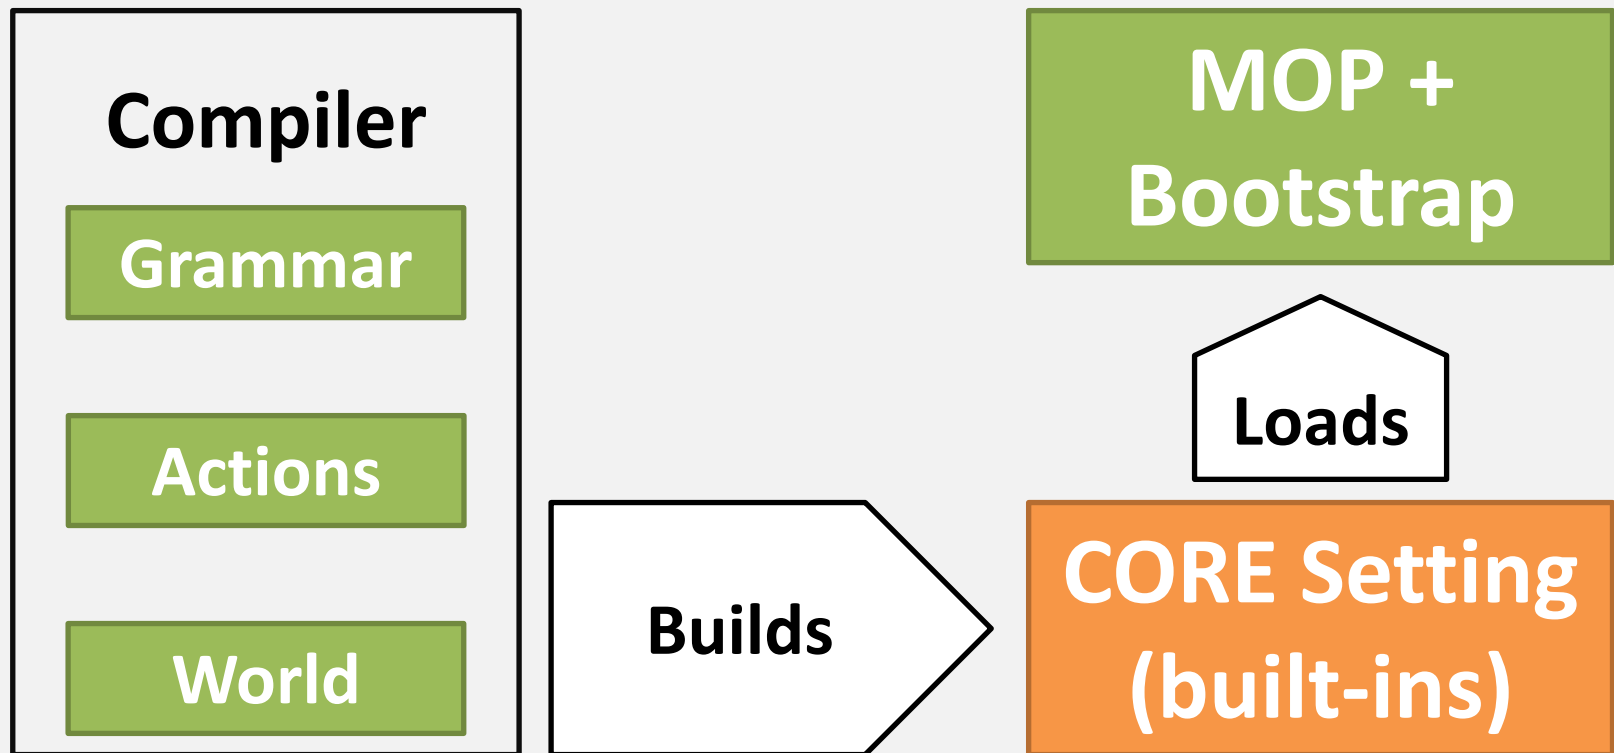 Compiler
Grammar
Actions
World
Builds
MOP +
Bootstrap
Loads
CORE Setting
(built-ins)